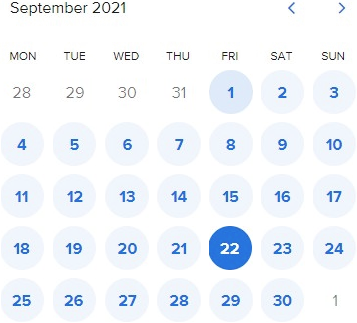 September 2021
MON TUE WED THU FRI SAT SUN
28 29 30 31 1 2 3
4 5 6 7 8 9 10
11 12 13 14 15 16 17
18 19 20 21 22 23 24
25 26 27 28 29 30 1